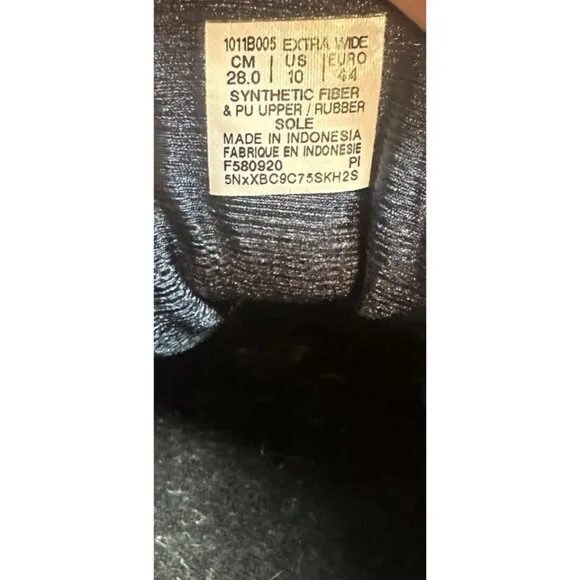 1011B005 EXTRA WIDE
CM | US | EURO
28.0 | 10 | 44
SYNTHETIC FIBER
& PU UPPER / RUBBER
SOLE
MADE IN INDONESIA
FABRIQUE EN INDONESIE
F580920 PI
5NxXBC9C75SKH2S